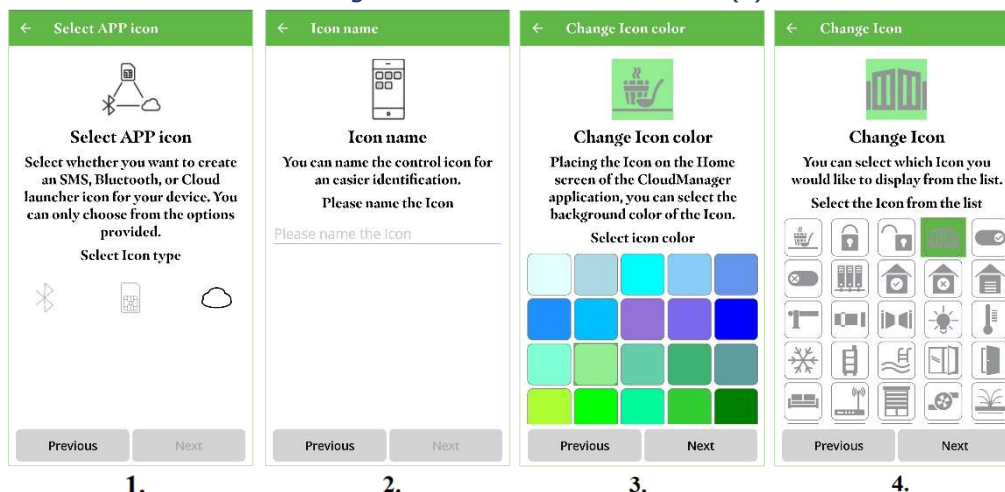 Select APP icon
Select APP icon
Select whether you want to create
an SMS, Bluetooth, or Cloud
launcher icon for your device. You
can only choose from the options
provided.
Select Icon type
Previous
Next
1.
Icon name
Icon name
You can name the control icon for
an easier identification.
Please name the Icon
Please name the Icon
Previous
Next
2.
Change Icon color
Change Icon color
Placing the Icon on the Home
screen of the CloudManager
application, you can select the
background color of the Icon.
Select icon color
Previous
Next
3.
Change Icon
Change Icon
You can select which Icon you
would like to display from the list.
Select the Icon from the list
Previous
Next
4.